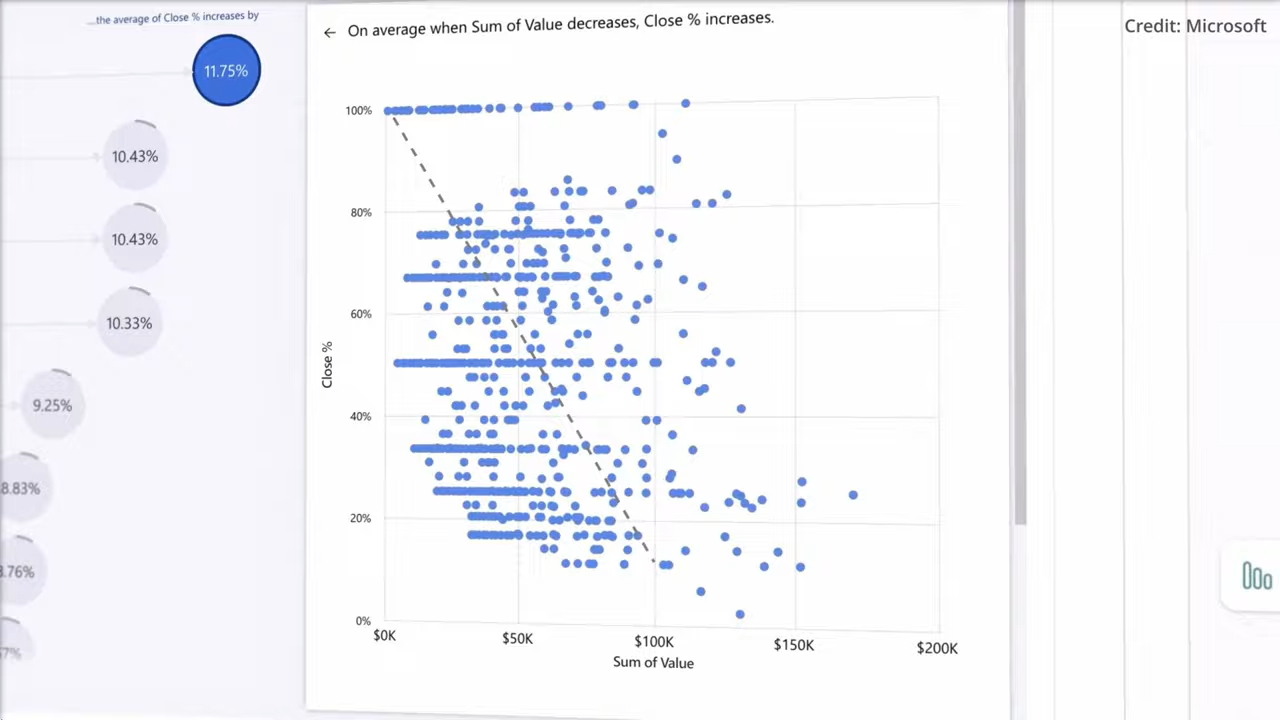 ...the average of Close % increases by
11.75%
10.43%
10.43%
10.33%
9.25%
8.83%
8.76%
← On average when Sum of Value decreases, Close % increases.
Credit: Microsoft
100%
80%
60%
40%
20%
0%
Close %
$0K
$50K
$100K
$150K
$200K
Sum of Value